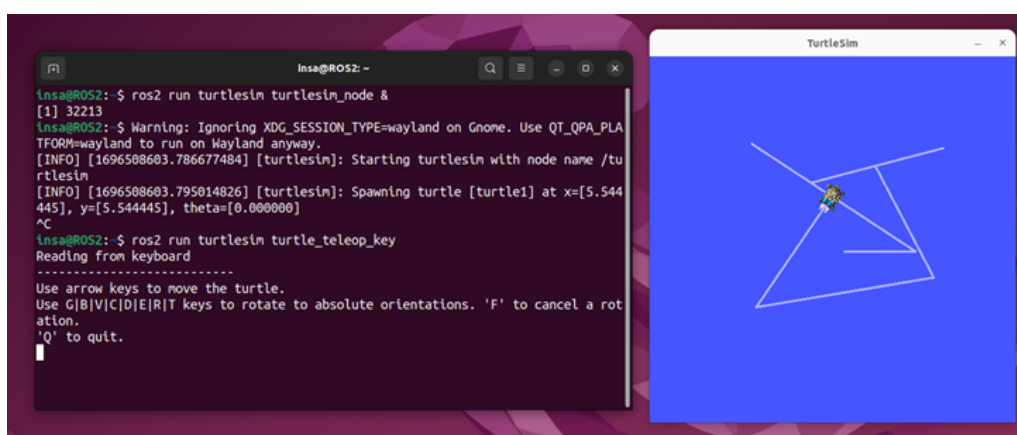 insa@ROS2: ~
insa@ROS2:~$ ros2 run turtlesim turtlesim_node &
[1] 32213
insa@ROS2:~$ Warning: Ignoring XDG_SESSION_TYPE=wayland on Gnome. Use QT_QPA_PLA
TFORM=wayland to run on Wayland anyway.
[INFO] [1696508603.786677484] [turtlesim]: Starting turtlesim with node name /tu
rtlesim
[INFO] [1696508603.795014826] [turtlesim]: Spawning turtle [turtle1] at x=[5.544
445], y=[5.544445], theta=[0.000000]
^C
insa@ROS2:~$ ros2 run turtlesim turtle_teleop_key
Reading from keyboard
---------------------------
Use arrow keys to move the turtle.
Use G|B|V|C|D|E|R|T keys to rotate to absolute orientations. 'F' to cancel a rot
ation.
'Q' to quit.
TurtleSim